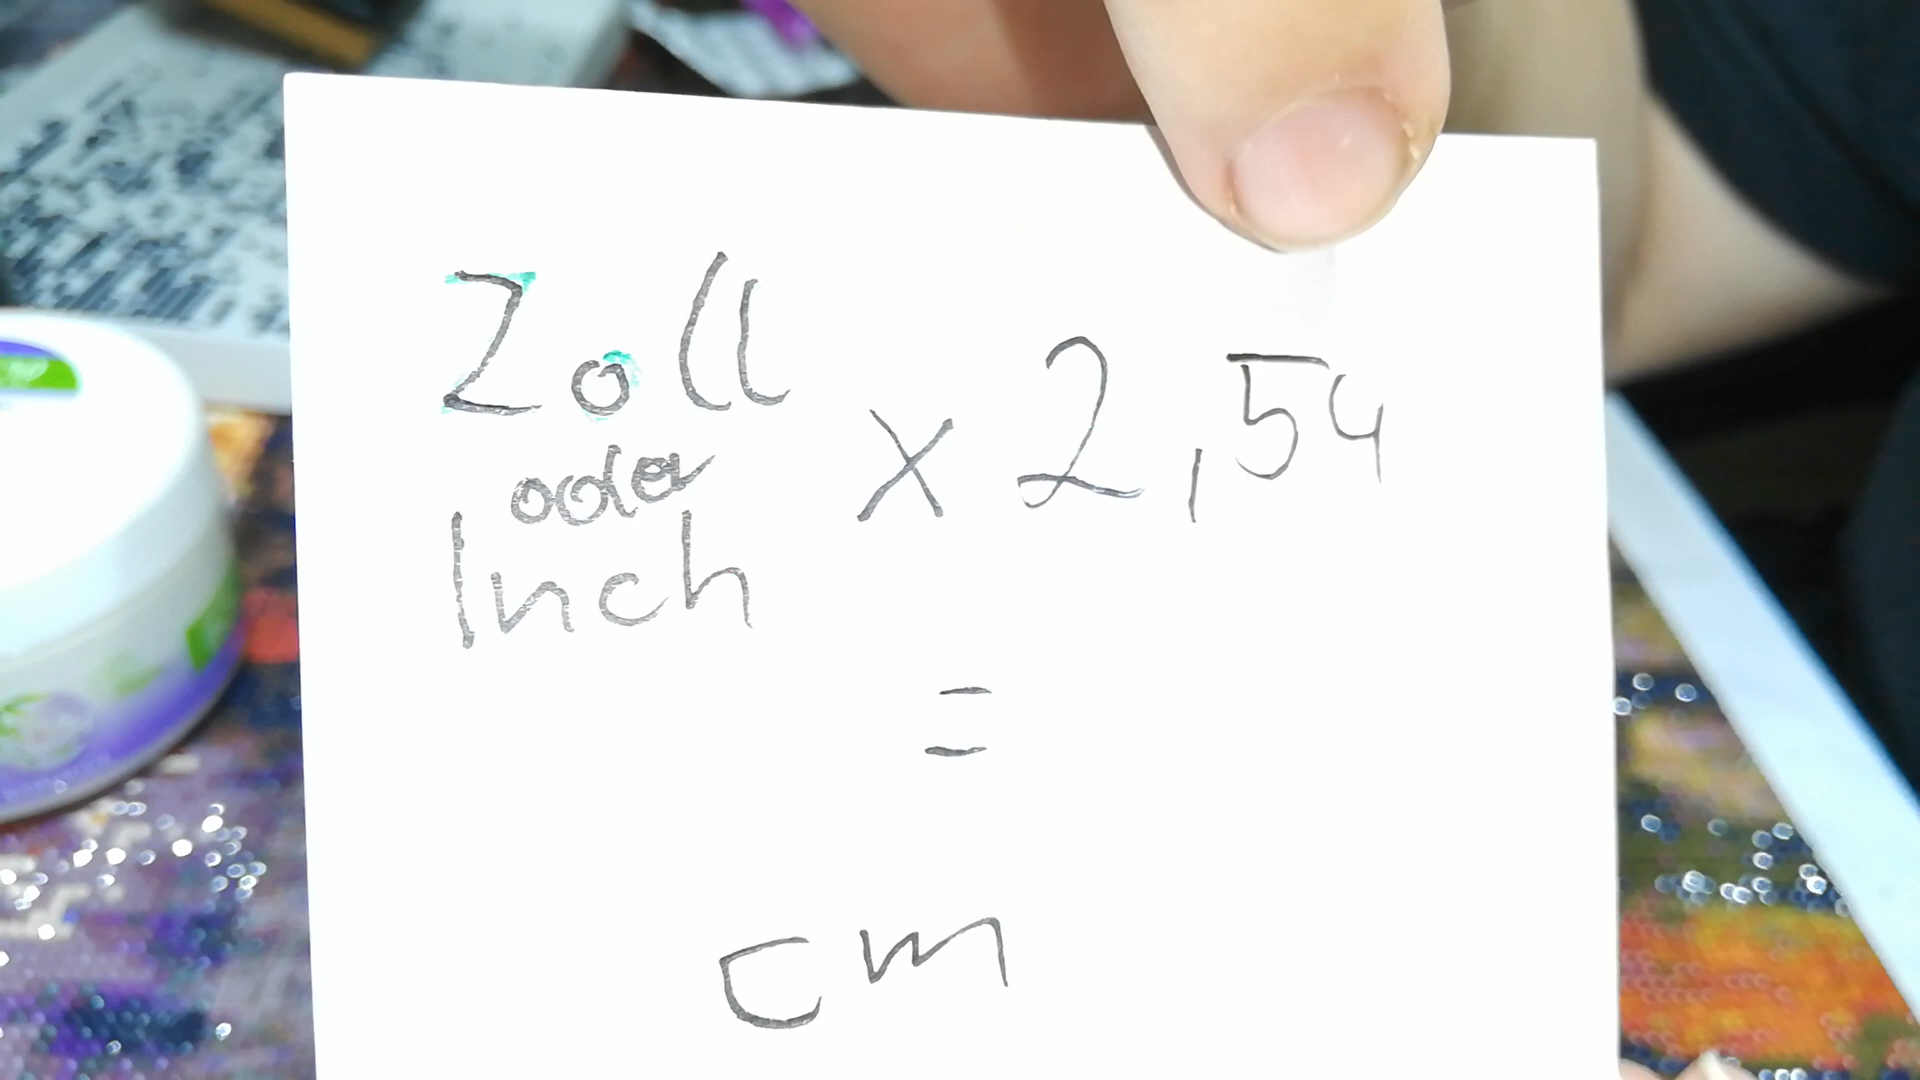 Zoll
oder
Inch
x 2,54
=
cm